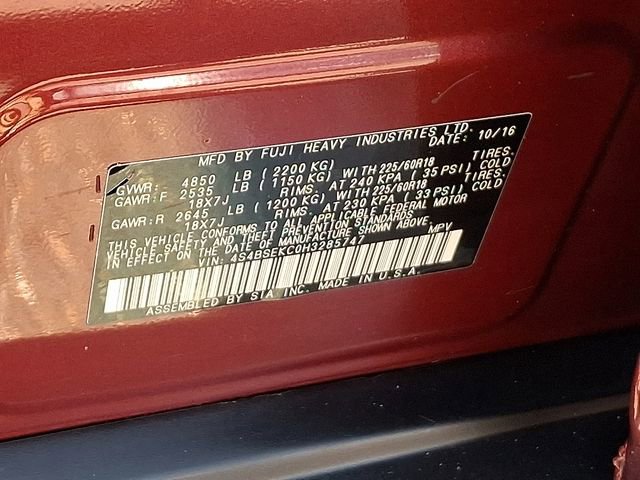 MFD BY FUJI HEAVY INDUSTRIES LTD.
DATE: 10/16
GVWR: 4850 LB (2200 KG)
GAWR: F 2535 LB (1150 KG) WITH 225/60R18 TIRES.
18X7J RIMS. AT 240 KPA (35 PSI) COLD
GAWR: R 2645 LB (1200 KG) WITH 225/60R18 TIRES.
18X7J RIMS. AT 230 KPA (33 PSI) COLD
THIS VEHICLE CONFORMS TO ALL APPLICABLE FEDERAL MOTOR
VEHICLE SAFETY AND THEFT PREVENTION STANDARDS
IN EFFECT ON THE DATE OF MANUFACTURE SHOWN ABOVE.
VIN: 4S4BSEKC0H3285747 MPV
ASSEMBLED BY SIA INC. MADE IN U.S.A.